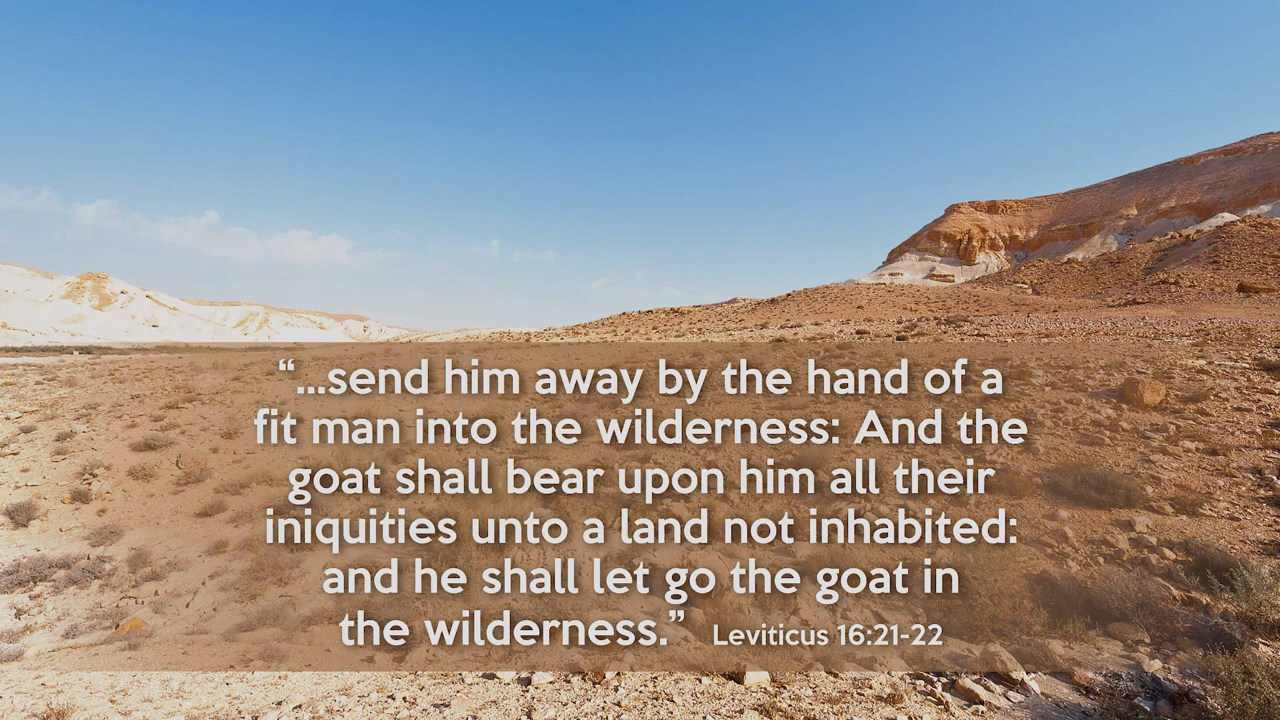 “...send him away by the hand of a
fit man into the wilderness: And the
goat shall bear upon him all their
iniquities unto a land not inhabited:
and he shall let go the goat in
the wilderness.” Leviticus 16:21-22